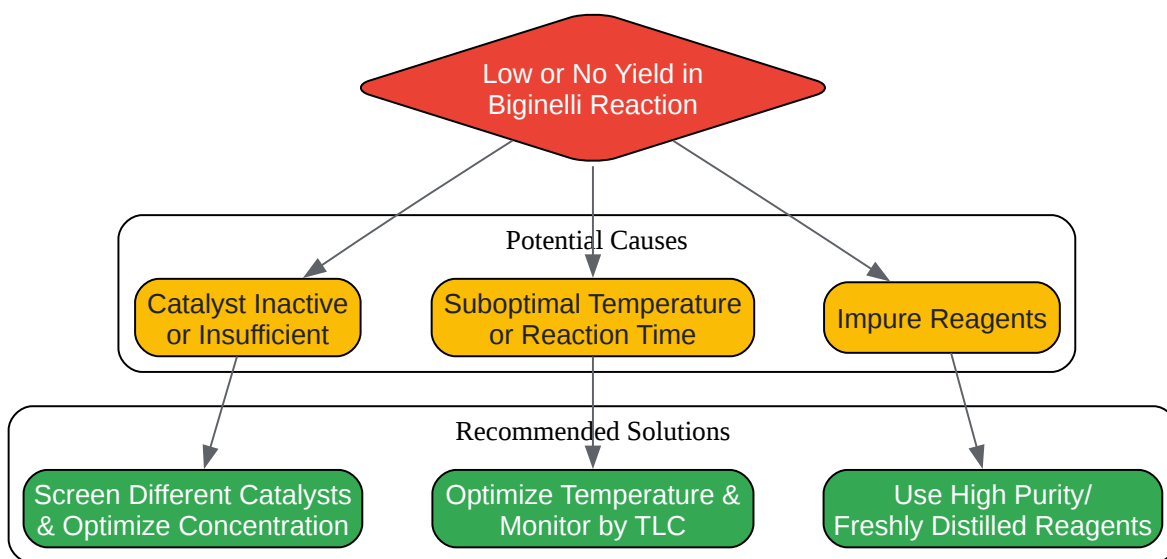 Low or No Yield in
Biginelli Reaction
Potential Causes
Catalyst Inactive
or Insufficient
Suboptimal Temperature
or Reaction Time
Impure Reagents
Recommended Solutions
Screen Different Catalysts
& Optimize Concentration
Optimize Temperature &
Monitor by TLC
Use High Purity/
Freshly Distilled Reagents